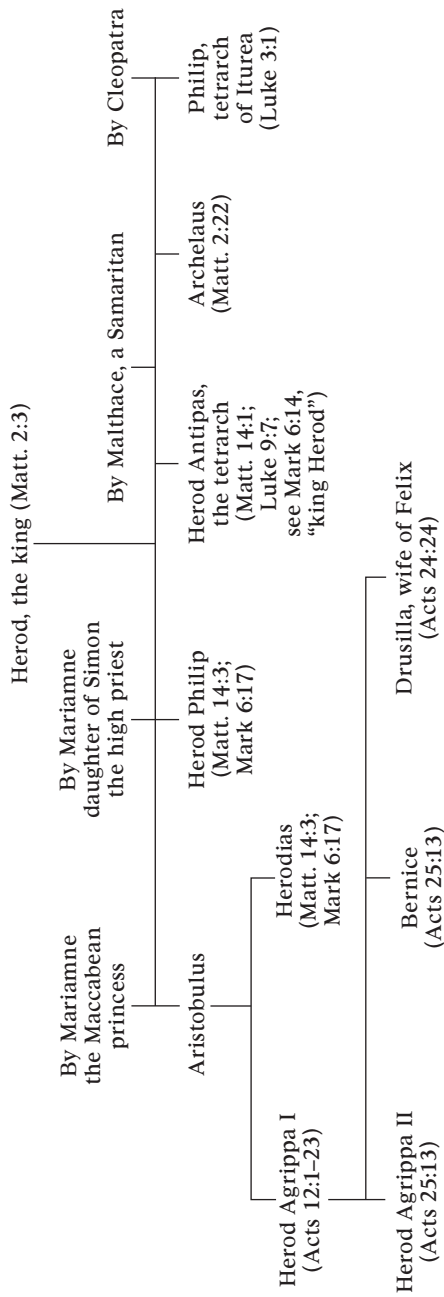 Herod, the king (Matt. 2:3)
By Mariamne
the Maccabean
princess
By Mariamne
daughter of Simon
the high priest
By Malthace, a Samaritan
By Cleopatra
Aristobulus
Herod Philip
(Matt. 14:3;
Mark 6:17)
Herod Antipas,
the tetrarch
(Matt. 14:1;
Luke 9:7;
see Mark 6:14,
“king Herod”)
Archelaus
(Matt. 2:22)
Philip,
tetrarch
of Iturea
(Luke 3:1)
Herod Agrippa I
(Acts 12:1–23)
Herodias
(Matt. 14:3;
Mark 6:17)
Herod Agrippa II
(Acts 25:13)
Bernice
(Acts 25:13)
Drusilla, wife of Felix
(Acts 24:24)